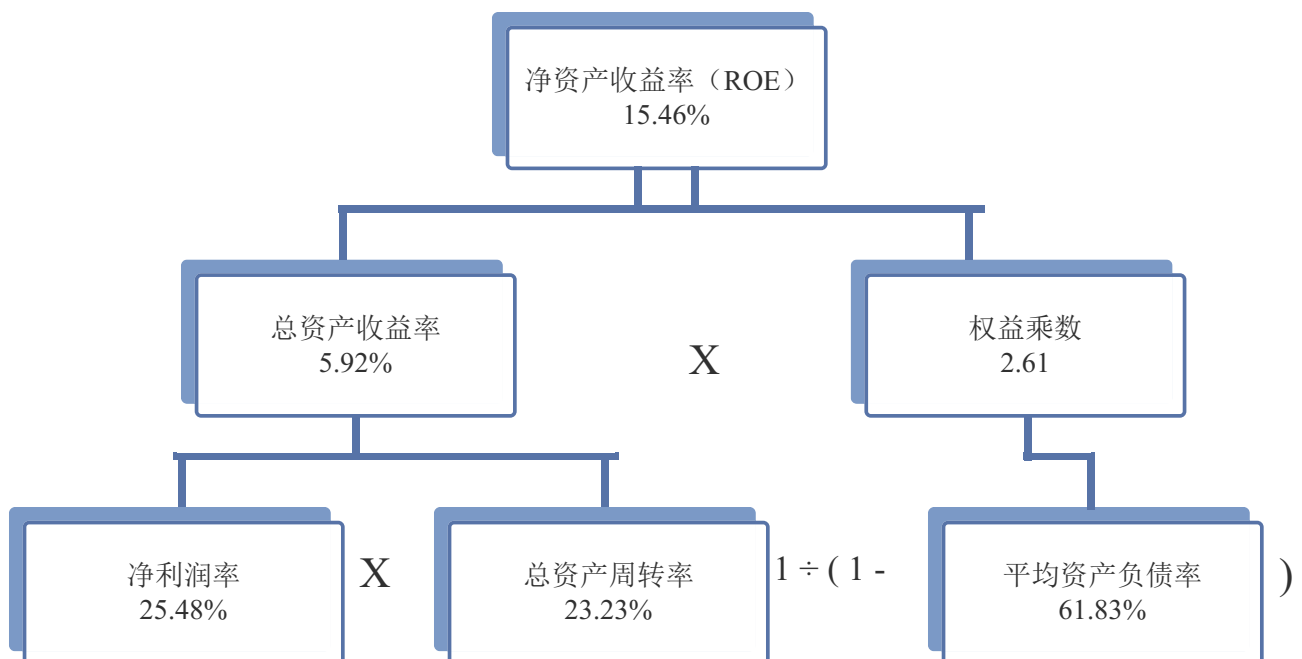 净资产收益率（ROE）
15.46%
总资产收益率
5.92%
X
权益乘数
2.61
净利润率
25.48%
X
总资产周转率
23.23%
1 ÷ ( 1 -
平均资产负债率
61.83%
)